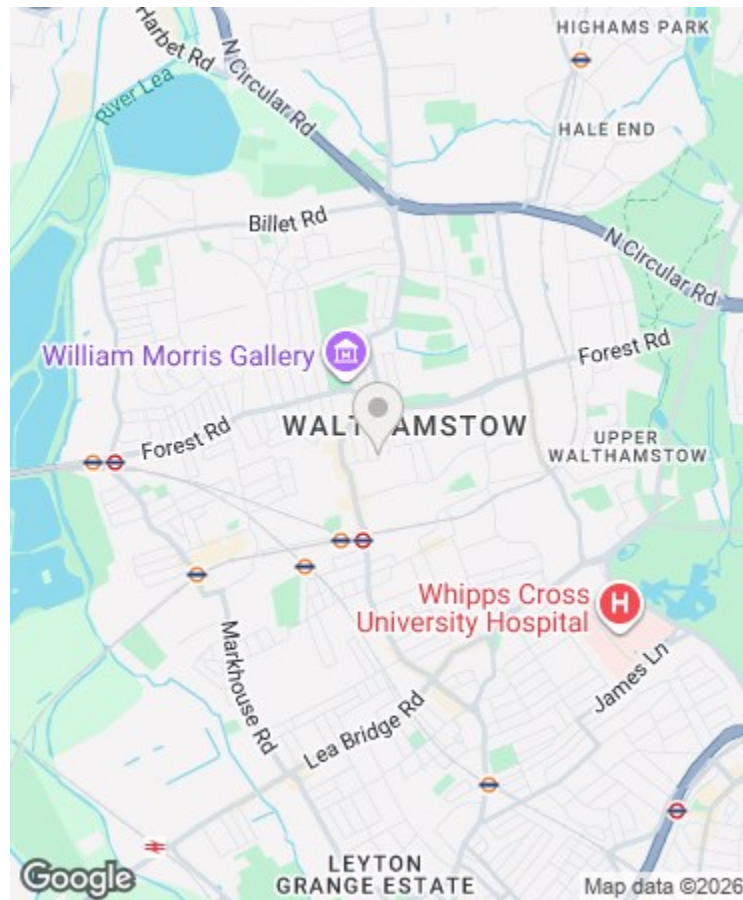 HIGHAMS PARK
Harbet Rd
N Circular Rd
River Lea
HALE END
Billet Rd
N Circular Rd
William Morris Gallery
Forest Rd
Forest Rd
WALTHAMSTOW
UPPER
WALTHAMSTOW
Whipps Cross
University Hospital
H
Markhouse Rd
James Ln
Lea Bridge Rd
LEYTON
GRANGE ESTATE
Google
Map data ©2026